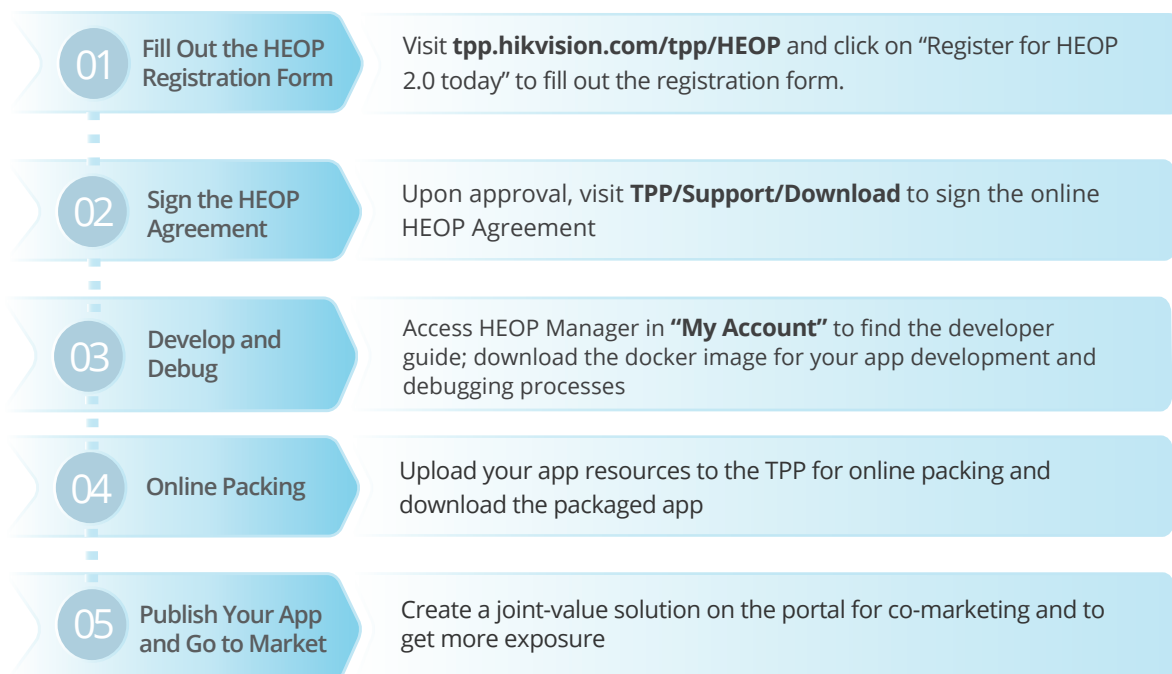 01
Fill Out the HEOP
Registration Form
Visit tpp.hikvision.com/tpp/HEOP and click on “Register for HEOP
2.0 today” to fill out the registration form.
02
Sign the HEOP
Agreement
Upon approval, visit TPP/Support/Download to sign the online
HEOP Agreement
03
Develop and
Debug
Access HEOP Manager in “My Account” to find the developer
guide; download the docker image for your app development and
debugging processes
04
Online Packing
Upload your app resources to the TPP for online packing and
download the packaged app
05
Publish Your App
and Go to Market
Create a joint-value solution on the portal for co-marketing and to
get more exposure